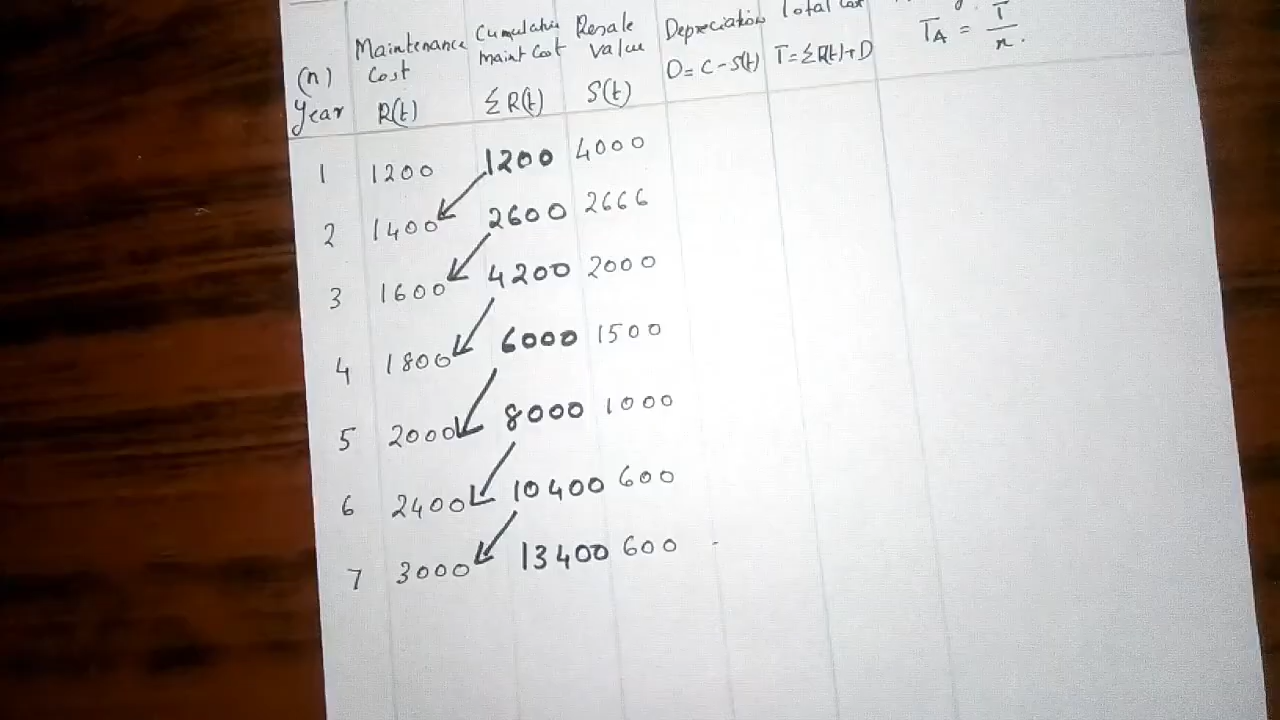 (n) Year | Maintenance Cost R(t) | Cumulative Maint Cost ΣR(t) | Resale Value S(t) | Depreciation D = C - S(t) | Total T = ΣR(t) + D | T̄A = T/n.
1 1200 1200 4000
2 1400 2600 2666
3 1600 4200 2000
4 1800 6000 1500
5 2000 8000 1000
6 2400 10400 600
7 3000 13400 600